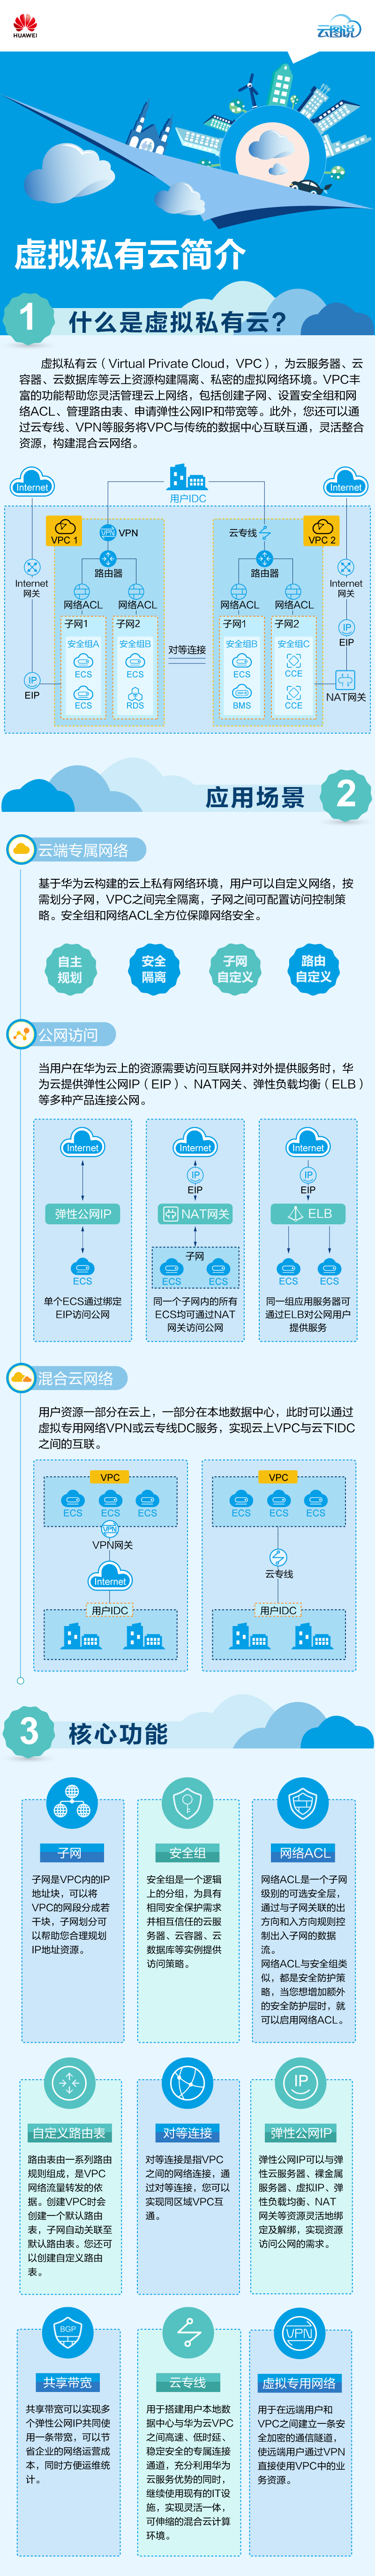 HUAWEI
云图说
虚拟私有云简介
1 什么是虚拟私有云?
虚拟私有云（Virtual Private Cloud，VPC），为云服务器、云
容器、云数据库等云上资源构建隔离、私密的虚拟网络环境。VPC丰
富的功能帮助您灵活管理云上网络，包括创建子网、设置安全组和网
络ACL、管理路由表、申请弹性公网IP和带宽等。此外，您还可以通
过云专线、VPN等服务将VPC与传统的数据中心互联互通，灵活整合
资源，构建混合云网络。
Internet
用户IDC
Internet
VPC 1
VPN VPN
云专线
VPC 2
Internet
网关
路由器
路由器
Internet
网关
网络ACL 网络ACL
网络ACL 网络ACL
子网1 子网2
子网1 子网2
IP
EIP
安全组A 安全组B
对等连接
安全组B 安全组C
ECS ECS
ECS CCE
IP
EIP
ECS RDS
BMS CCE
NAT网关
应用场景 2
云端专属网络
基于华为云构建的云上私有网络环境，用户可以自定义网络，按
需划分子网，VPC之间完全隔离，子网之间可配置访问控制策
略。安全组和网络ACL全方位保障网络安全。
自主
规划
安全
隔离
子网
自定义
路由
自定义
公网访问
当用户在华为云上的资源需要访问互联网并对外提供服务时，华
为云提供弹性公网IP（EIP）、NAT网关、弹性负载均衡（ELB）
等多种产品连接公网。
Internet
弹性公网IP
ECS
单个ECS通过绑定
EIP访问公网
Internet
IP
EIP
NAT网关
子网
ECS ECS
同一个子网内的所有
ECS均可通过NAT
网关访问公网
Internet
IP
EIP
ELB
ECS ECS
同一组应用服务器可
通过ELB对公网用户
提供服务
混合云网络
用户资源一部分在云上，一部分在本地数据中心，此时可以通过
虚拟专用网络VPN或云专线DC服务，实现云上VPC与云下IDC
之间的互联。
VPC
ECS ECS ECS
VPN
VPN网关
Internet
用户IDC
VPC
ECS ECS ECS
云专线
用户IDC
3 核心功能
子网
子网是VPC内的IP
地址块，可以将
VPC的网段分成若
干块，子网划分可
以帮助您合理规划
IP地址资源。
安全组
安全组是一个逻辑
上的分组，为具有
相同安全保护需求
并相互信任的云服
务器、云容器、云
数据库等实例提供
访问策略。
网络ACL
网络ACL是一个子网
级别的可选安全层，
通过与子网关联的出
方向和入方向规则控
制出入子网的数据
流。
网络ACL与安全组类
似，都是安全防护策
略，当您想增加额外
的安全防护层时，就
可以启用网络ACL。
自定义路由表
路由表由一系列路由
规则组成，是VPC
网络流量转发的依
据。创建VPC时会
创建一个默认路由
表，子网自动关联至
默认路由表。您还可
以创建自定义路由
表。
对等连接
对等连接是指VPC
之间的网络连接，通
过对等连接，您可以
实现同区域VPC互
通。
IP
弹性公网IP
弹性公网IP可以与弹
性云服务器、裸金属
服务器、虚拟IP、弹
性负载均衡、NAT
网关等资源灵活地绑
定及解绑，实现资源
访问公网的需求。
BGP
共享带宽
共享带宽可以实现多
个弹性公网IP共同使
用一条带宽，可以节
省企业的网络运营成
本，同时方便运维统
计。
云专线
用于搭建用户本地数
据中心与华为云VPC
之间高速、低时延、
稳定安全的专属连接
通道，充分利用华为
云服务优势的同时，
继续使用现有的IT设
施，实现灵活一体，
可伸缩的混合云计算
环境。
VPN
虚拟专用网络
用于在远端用户和
VPC之间建立一条安
全加密的通信隧道，
使远端用户通过VPN
直接使用VPC中的业
务资源。